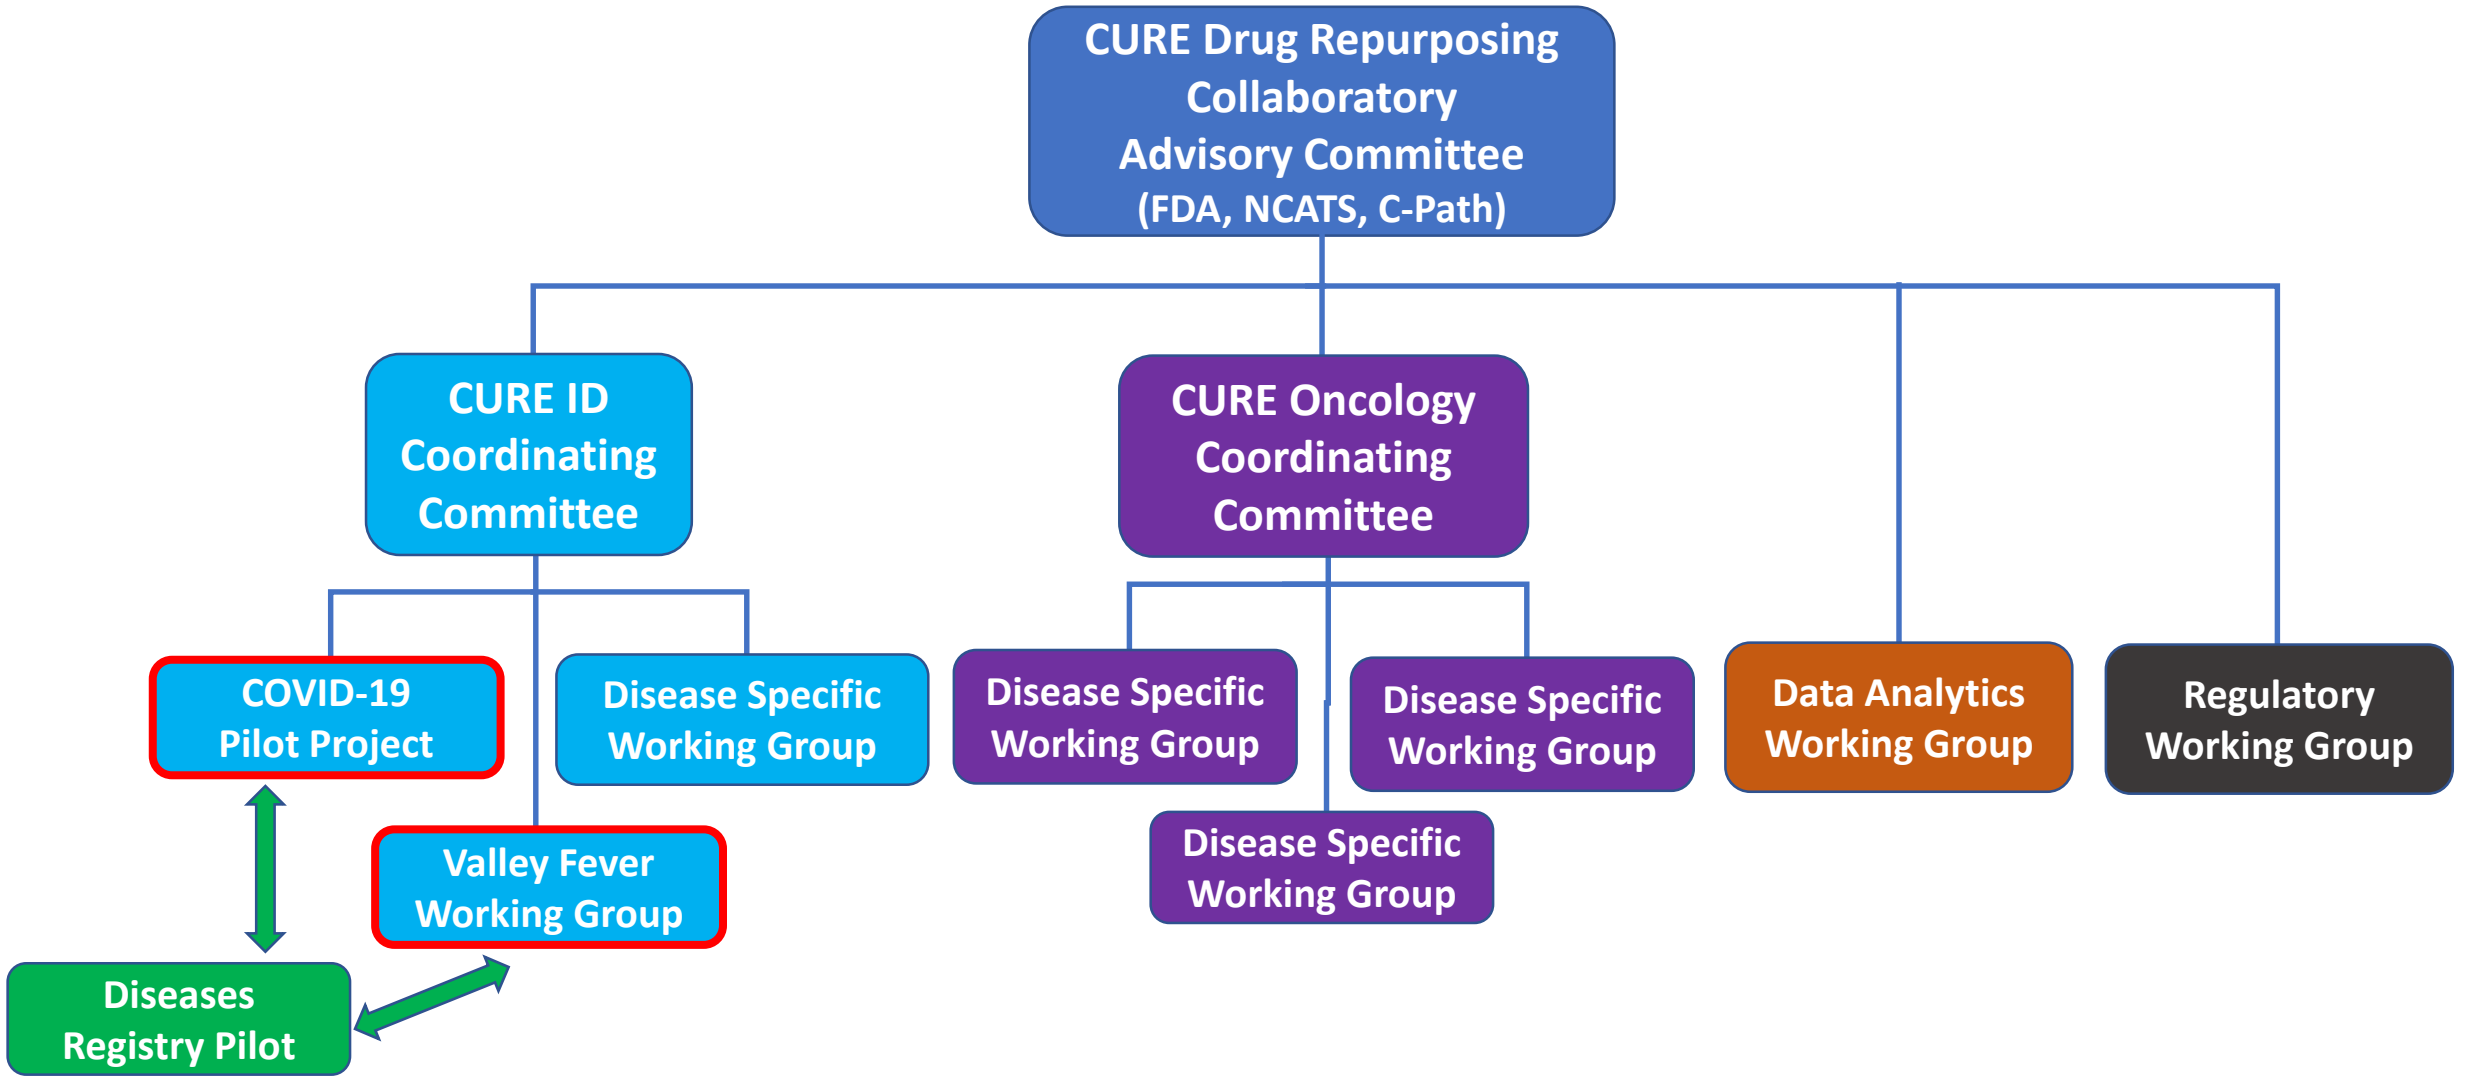 CURE Drug Repurposing
Collaboratory
Advisory Committee
(FDA, NCATS, C-Path)
CURE ID
Coordinating
Committee
CURE Oncology
Coordinating
Committee
COVID-19
Pilot Project
Disease Specific
Working Group
Disease Specific
Working Group
Disease Specific
Working Group
Data Analytics
Working Group
Regulatory
Working Group
Valley Fever
Working Group
Disease Specific
Working Group
Diseases
Registry Pilot